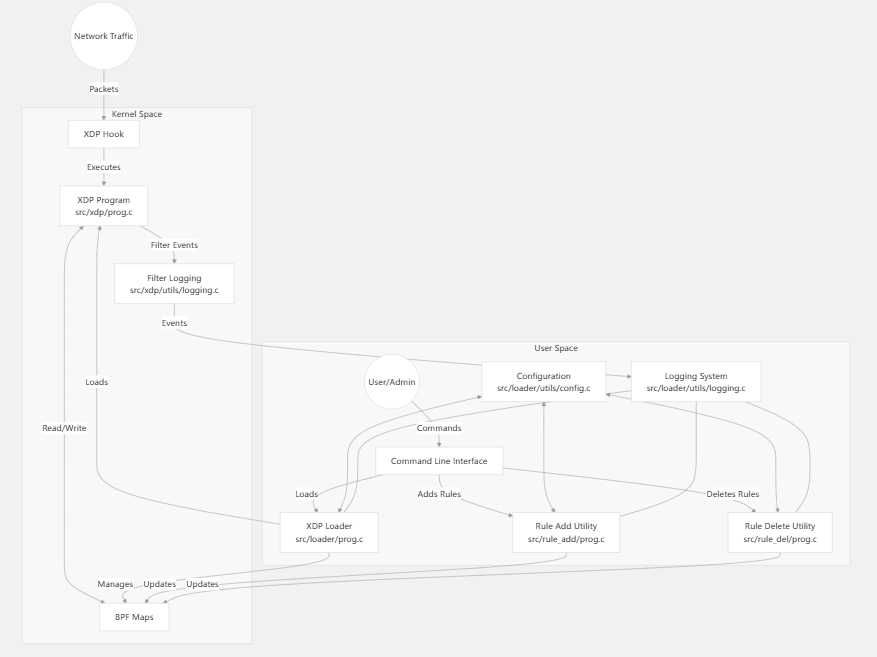 Network Traffic
Packets
Kernel Space
XDP Hook
Executes
XDP Program
src/xdp/prog.c
Filter Events
Filter Logging
src/xdp/utils/logging.c
Events
User Space
User/Admin
Configuration
src/loader/utils/config.c
Logging System
src/loader/utils/logging.c
Loads
Read/Write
Commands
Command Line Interface
Loads
Adds Rules
Deletes Rules
XDP Loader
src/loader/prog.c
Rule Add Utility
src/rule_add/prog.c
Rule Delete Utility
src/rule_del/prog.c
Manages
Updates
Updates
BPF Maps